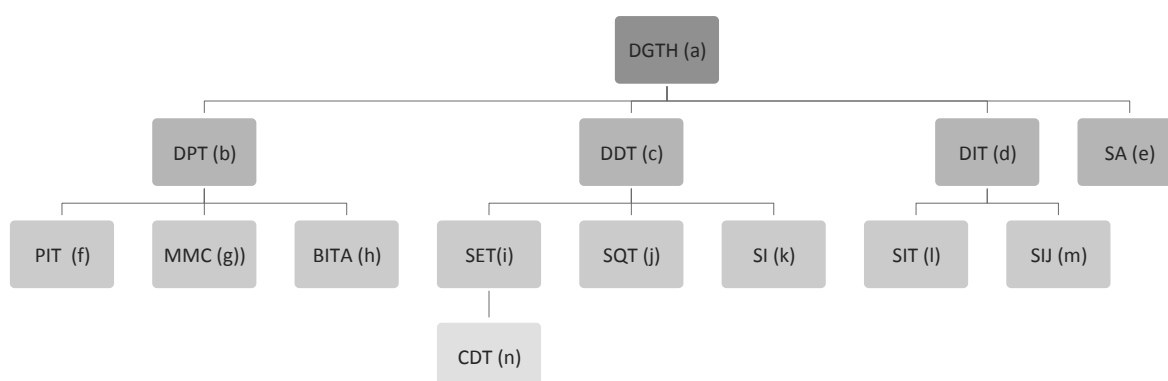 DGTH (a)
DPT (b)
DDT (c)
DIT (d)
SA (e)
PIT (f)
MMC (g))
BITA (h)
SET(i)
SQT (j)
SI (k)
SIT (l)
SIJ (m)
CDT (n)